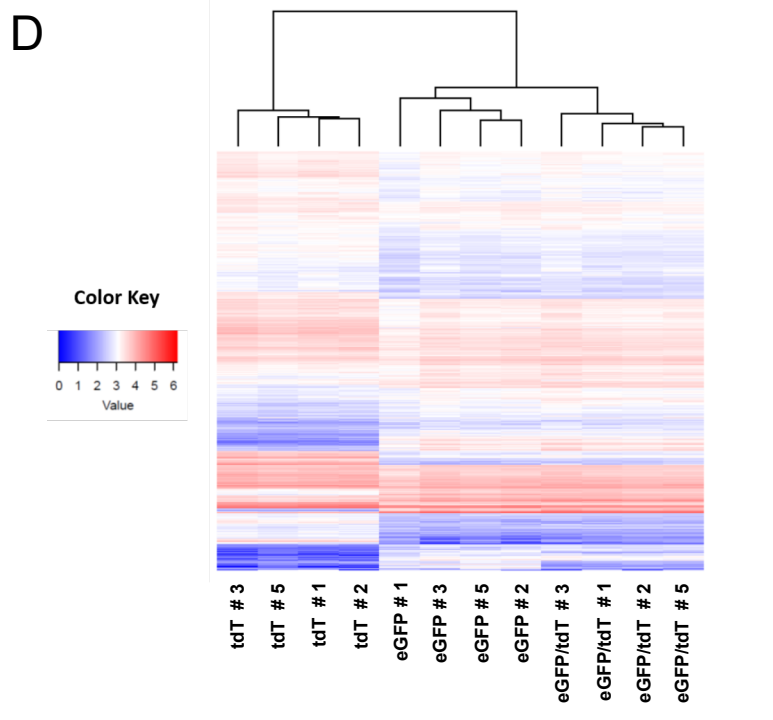 D
Color Key
0 1 2 3 4 5 6
Value
tdT # 3
tdT # 5
tdT # 1
tdT # 2
eGFP # 1
eGFP # 3
eGFP # 5
eGFP # 2
eGFP/tdT # 3
eGFP/tdT # 1
eGFP/tdT # 2
eGFP/tdT # 5